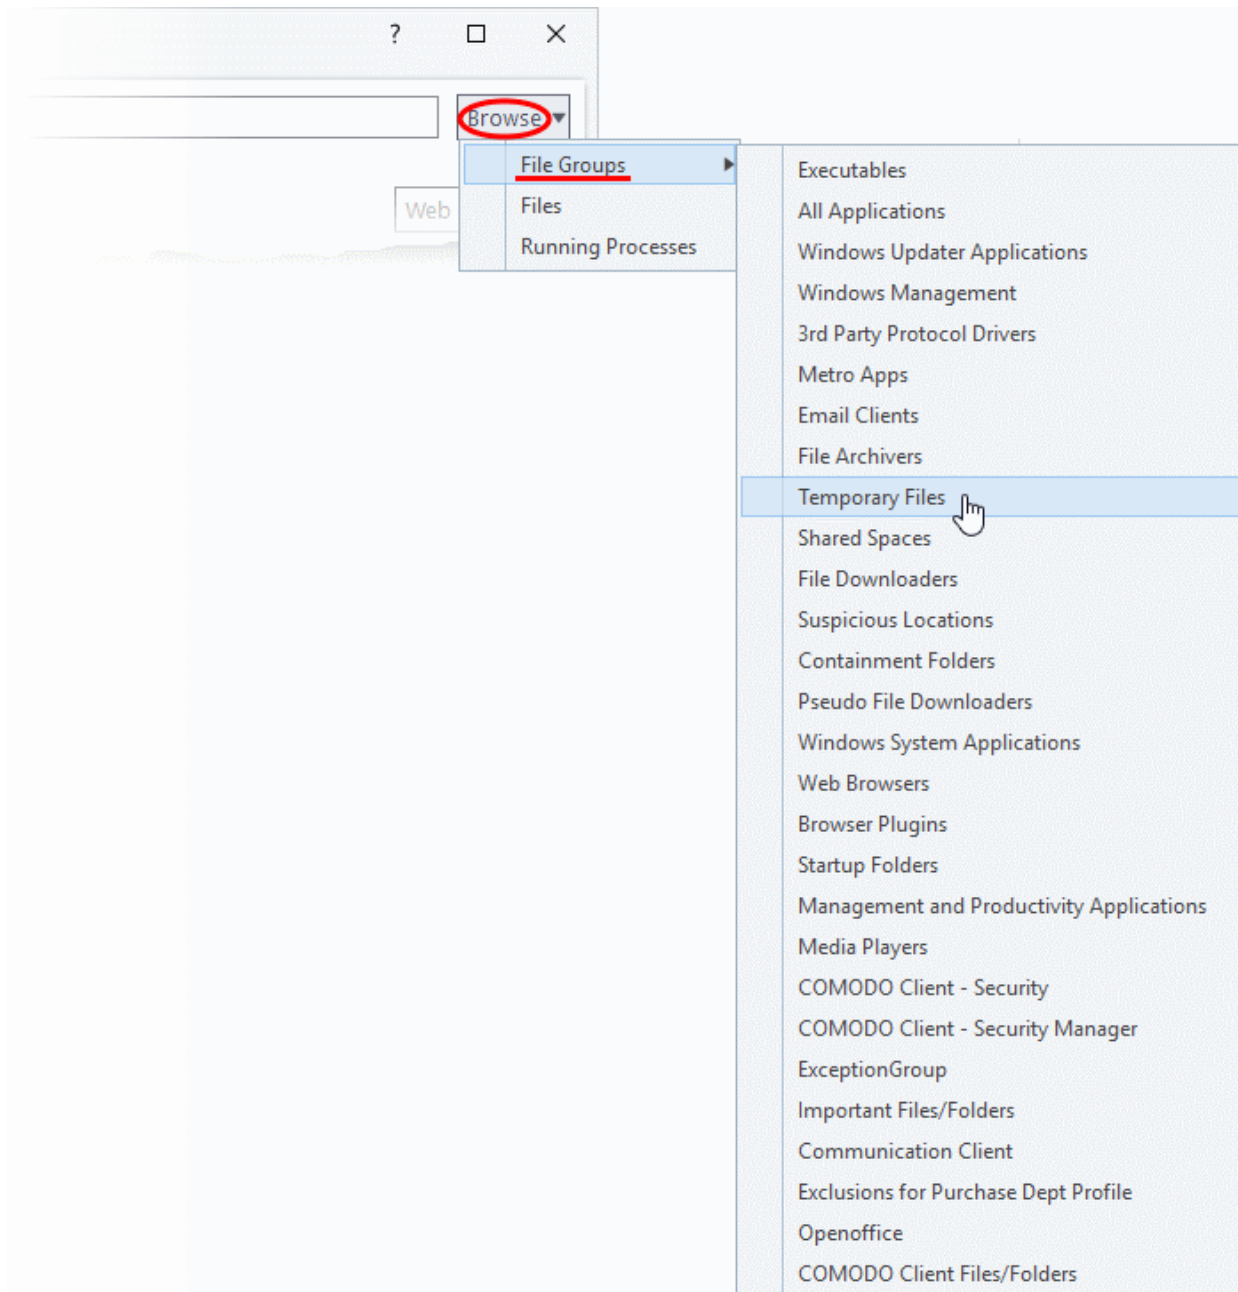 ?
Browse
File Groups
Files
Running Processes
Web
Executables
All Applications
Windows Updater Applications
Windows Management
3rd Party Protocol Drivers
Metro Apps
Email Clients
File Archivers
Temporary Files
Shared Spaces
File Downloaders
Suspicious Locations
Containment Folders
Pseudo File Downloaders
Windows System Applications
Web Browsers
Browser Plugins
Startup Folders
Management and Productivity Applications
Media Players
COMODO Client - Security
COMODO Client - Security Manager
ExceptionGroup
Important Files/Folders
Communication Client
Exclusions for Purchase Dept Profile
Openoffice
COMODO Client Files/Folders